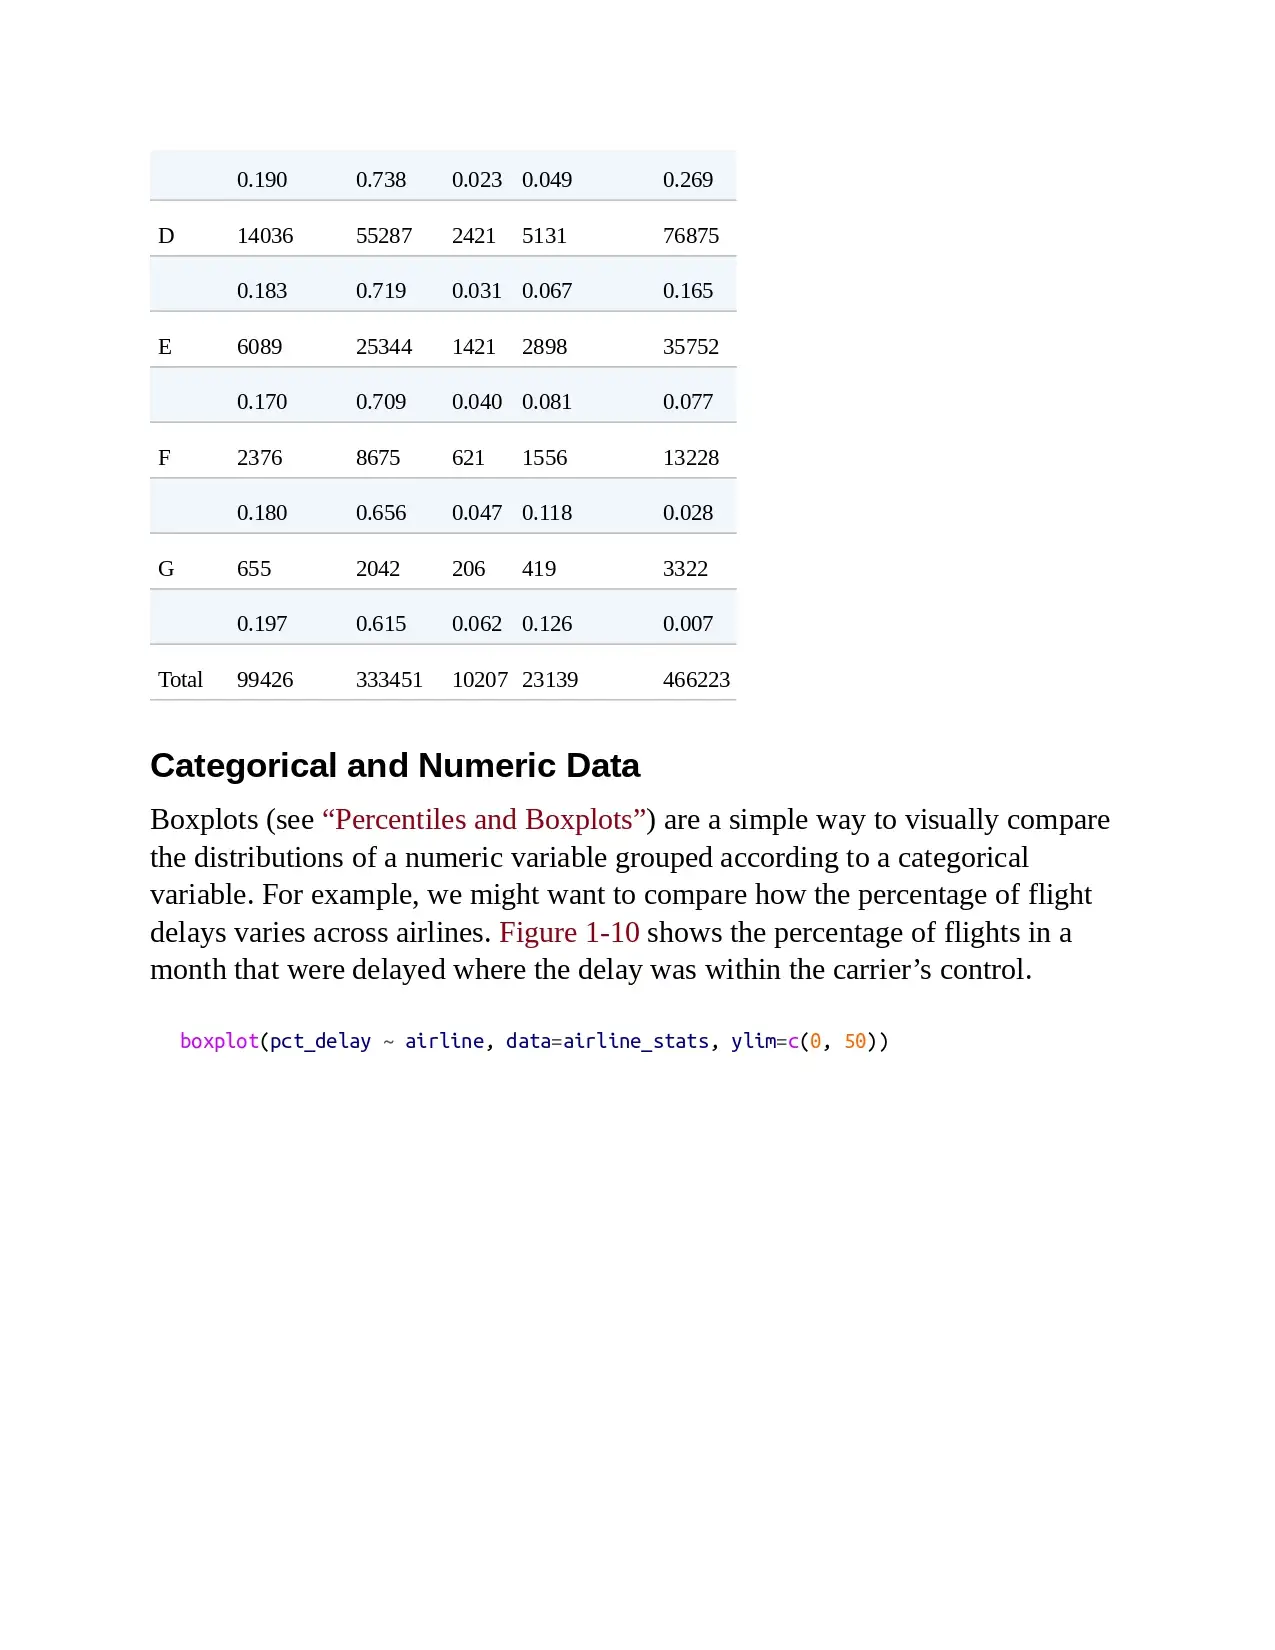 0.190 0.738 0.023 0.049 0.269
D 14036 55287 2421 5131 76875
0.183 0.719 0.031 0.067 0.165
E 6089 25344 1421 2898 35752
0.170 0.709 0.040 0.081 0.077
F 2376 8675 621 1556 13228
0.180 0.656 0.047 0.118 0.028
G 655 2042 206 419 3322
0.197 0.615 0.062 0.126 0.007
Total 99426 333451 10207 23139 466223
Categorical and Numeric Data
Boxplots (see “Percentiles and Boxplots”) are a simple way to visually compare
the distributions of a numeric variable grouped according to a categorical
variable. For example, we might want to compare how the percentage of flight
delays varies across airlines. Figure 1-10 shows the percentage of flights in a
month that were delayed where the delay was within the carrier’s control.
boxplot(pct_delay ~ airline, data=airline_stats, ylim=c(0, 50))